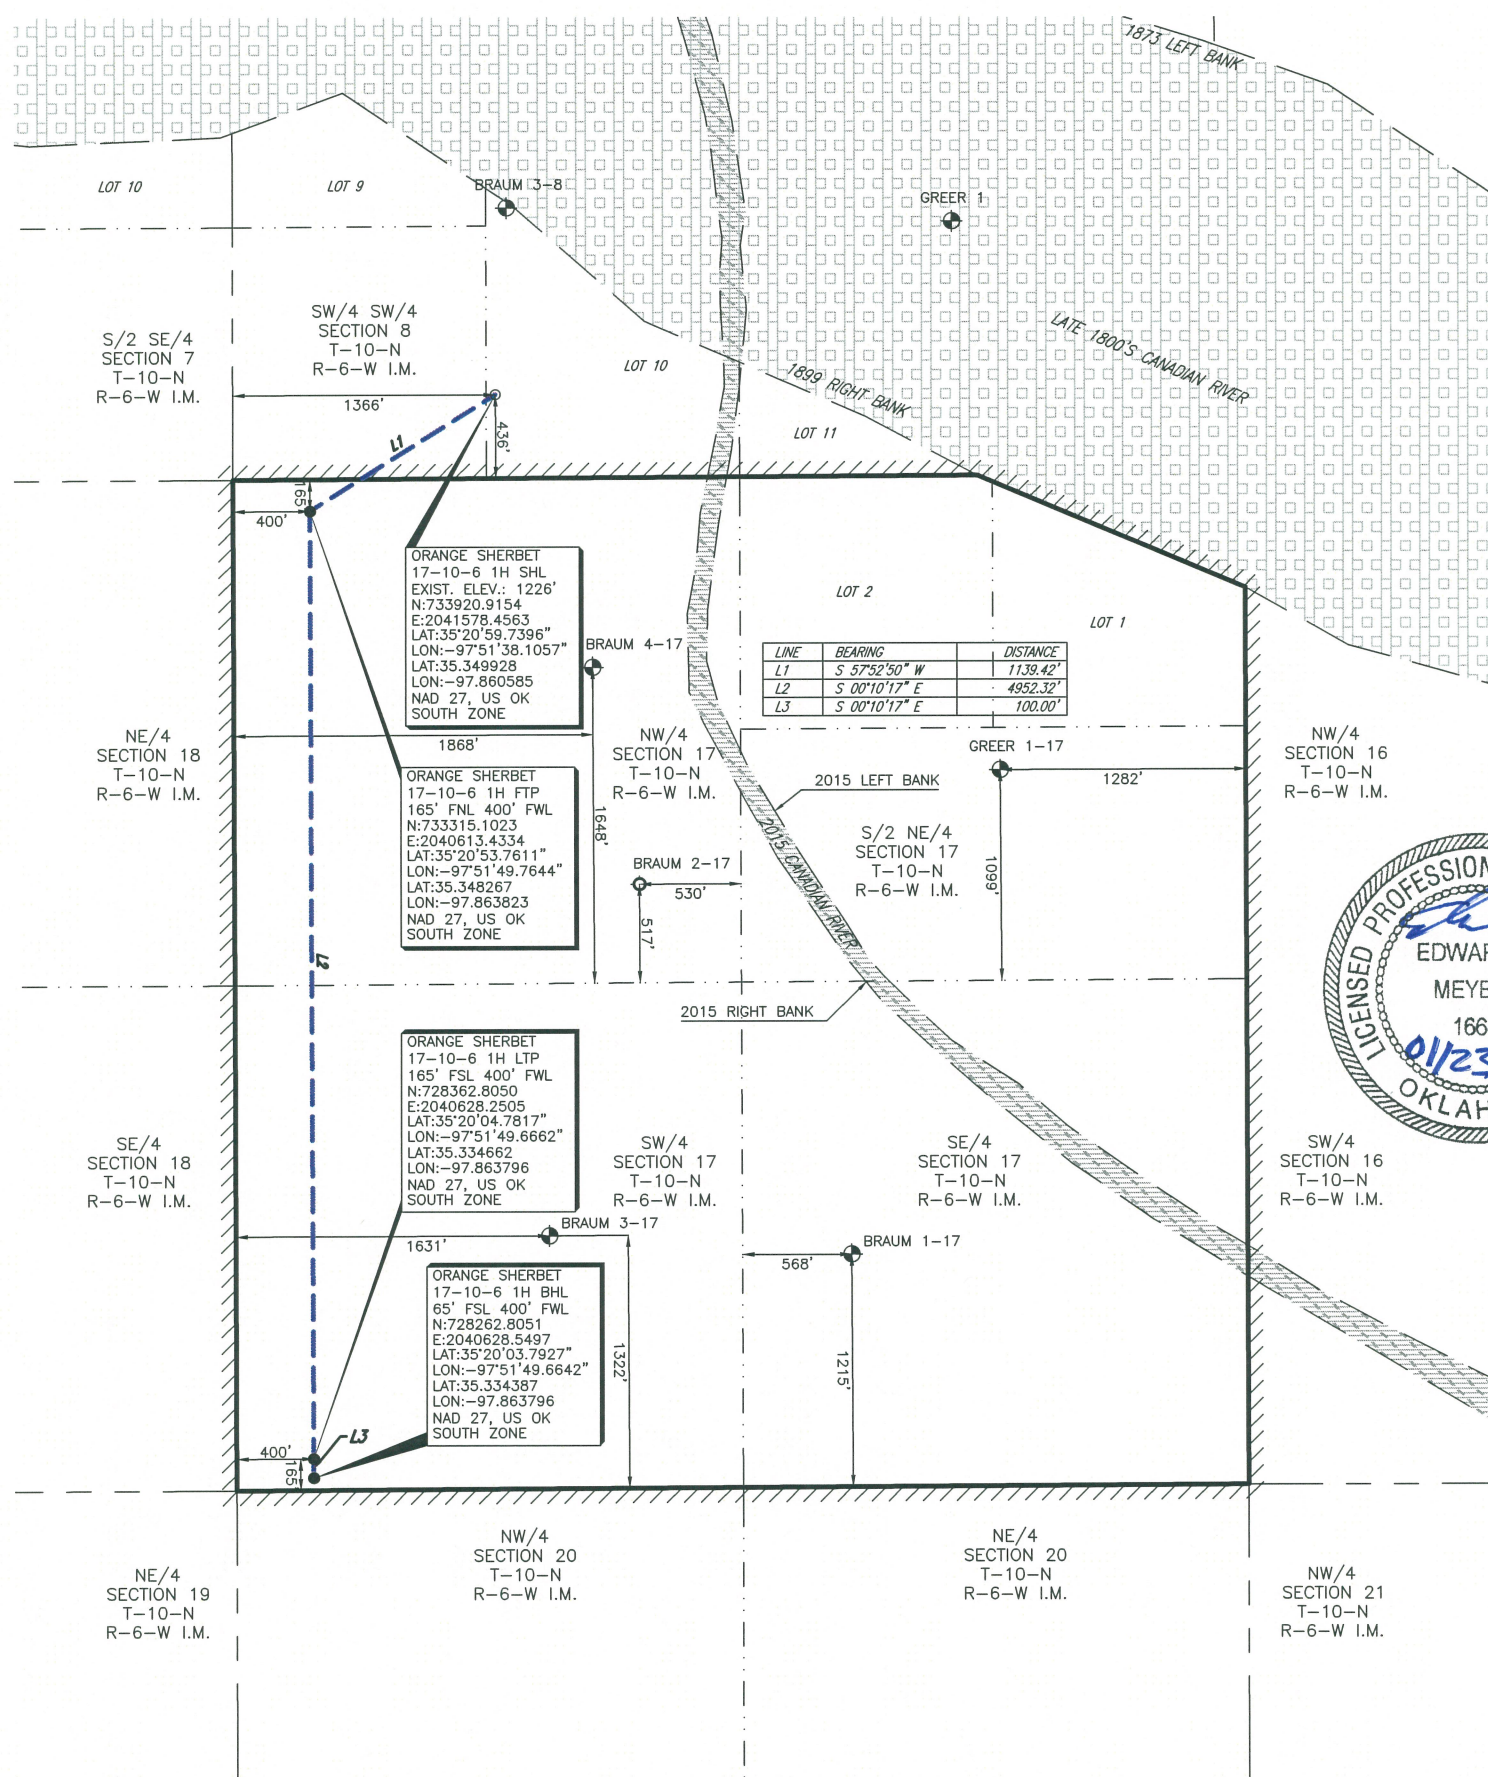 1873 LEFT BANK
LOT 10
LOT 9
BRAUM 3-8
GREER 1
SW/4 SW/4
SECTION 8
T-10-N
R-6-W I.M.
S/2 SE/4
SECTION 7
T-10-N
R-6-W I.M.
LATE 1800'S CANADIAN RIVER
LOT 10
1899 RIGHT BANK
1366'
436'
L1
LOT 11
165'
400'
ORANGE SHERBET
17-10-6 1H SHL
EXIST. ELEV.: 1226'
N:733920.9154
E:2041578.4563
LAT:35°20'59.7396"
LON:-97°51'38.1057"
LAT:35.349928
LON:-97.860585
NAD 27, US OK
SOUTH ZONE
LOT 2
LOT 1
BRAUM 4-17
LINE BEARING DISTANCE
L1 S 57°52'50" W 1139.42'
L2 S 00°10'17" E 4952.32'
L3 S 00°10'17" E 100.00'
1868'
NE/4
SECTION 18
T-10-N
R-6-W I.M.
NW/4
SECTION 17
T-10-N
R-6-W I.M.
GREER 1-17
1282'
NW/4
SECTION 16
T-10-N
R-6-W I.M.
ORANGE SHERBET
17-10-6 1H FTP
165' FNL 400' FWL
N:733315.1023
E:2040613.4334
LAT:35°20'53.7611"
LON:-97°51'49.7644"
LAT:35.348267
LON:-97.863823
NAD 27, US OK
SOUTH ZONE
1648'
2015 LEFT BANK
2015 CANADIAN RIVER
S/2 NE/4
SECTION 17
T-10-N
R-6-W I.M.
1099'
BRAUM 2-17
530'
517'
L2
2015 RIGHT BANK
LICENSED PROFESSION
EDWAR
MEYE
166
01/23
OKLAH
ORANGE SHERBET
17-10-6 1H LTP
165' FSL 400' FWL
N:728362.8050
E:2040628.2505
LAT:35°20'04.7817"
LON:-97°51'49.6662"
LAT:35.334662
LON:-97.863796
NAD 27, US OK
SOUTH ZONE
SE/4
SECTION 18
T-10-N
R-6-W I.M.
SW/4
SECTION 17
T-10-N
R-6-W I.M.
SE/4
SECTION 17
T-10-N
R-6-W I.M.
SW/4
SECTION 16
T-10-N
R-6-W I.M.
BRAUM 3-17
1631'
BRAUM 1-17
568'
ORANGE SHERBET
17-10-6 1H BHL
65' FSL 400' FWL
N:728262.8051
E:2040628.5497
LAT:35°20'03.7927"
LON:-97°51'49.6642"
LAT:35.334387
LON:-97.863796
NAD 27, US OK
SOUTH ZONE
1322'
1215'
L3
400'
165'
NW/4
SECTION 20
T-10-N
R-6-W I.M.
NE/4
SECTION 20
T-10-N
R-6-W I.M.
NE/4
SECTION 19
T-10-N
R-6-W I.M.
NW/4
SECTION 21
T-10-N
R-6-W I.M.